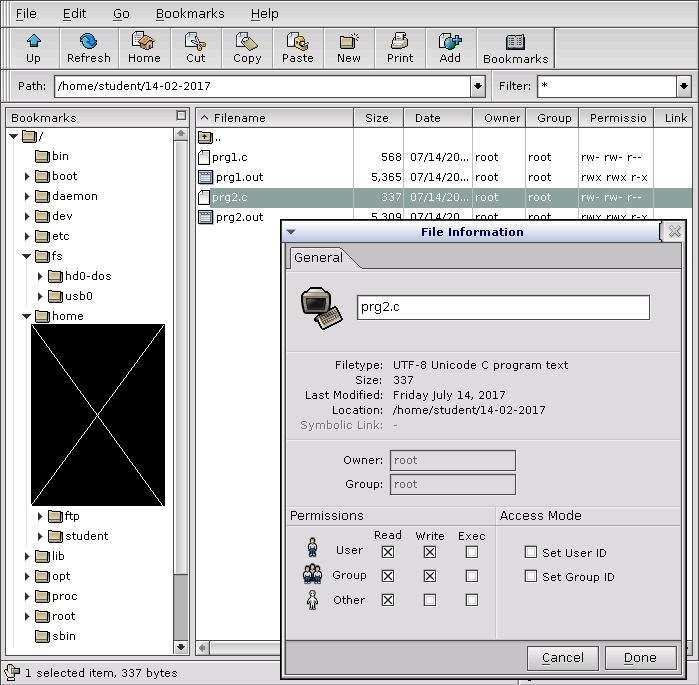 File Edit Go Bookmarks Help
Up Refresh Home Cut Copy Paste New Print Add Bookmarks
Path: /home/student/14-02-2017 Filter: *
Bookmarks
/
bin
boot
daemon
dev
etc
fs
hd0-dos
usb0
home
ftp
student
lib
opt
proc
root
sbin
Filename Size Date Owner Group Permissio Link
..
prg1.c 568 07/14/20... root root rw- rw- r--
prg1.out 5,365 07/14/20... root root rwx rwx r-x
prg2.c 337 07/14/20... root root rw- rw- r--
prg2.out 5,309 07/14/20... root root rwx rwx r-x
File Information
General
prg2.c
Filetype: UTF-8 Unicode C program text
Size: 337
Last Modified: Friday July 14, 2017
Location: /home/student/14-02-2017
Symbolic Link: -
Owner: root
Group: root
Permissions
Read Write Exec
User
Group
Other
Access Mode
Set User ID
Set Group ID
Cancel Done
1 selected item, 337 bytes